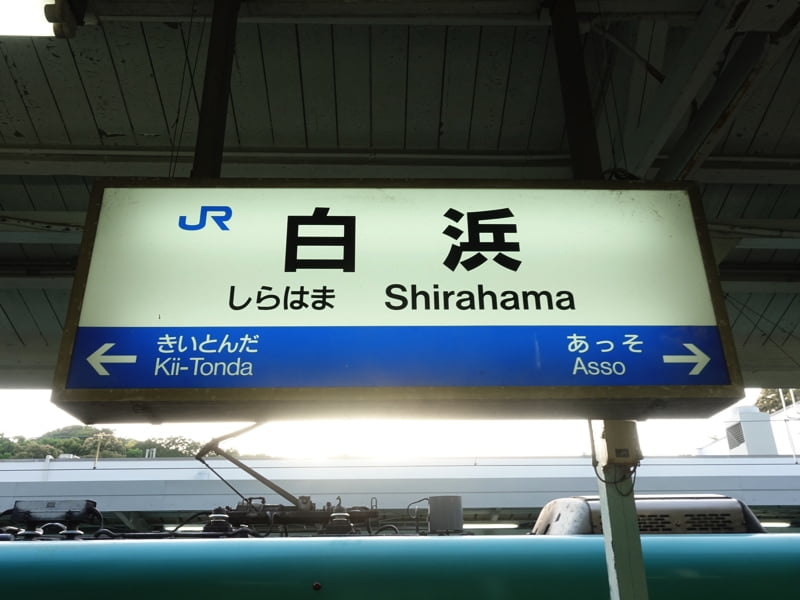 JR 白浜
しらはま Shirahama
← きいとんだ あっそ →
Kii-Tonda Asso